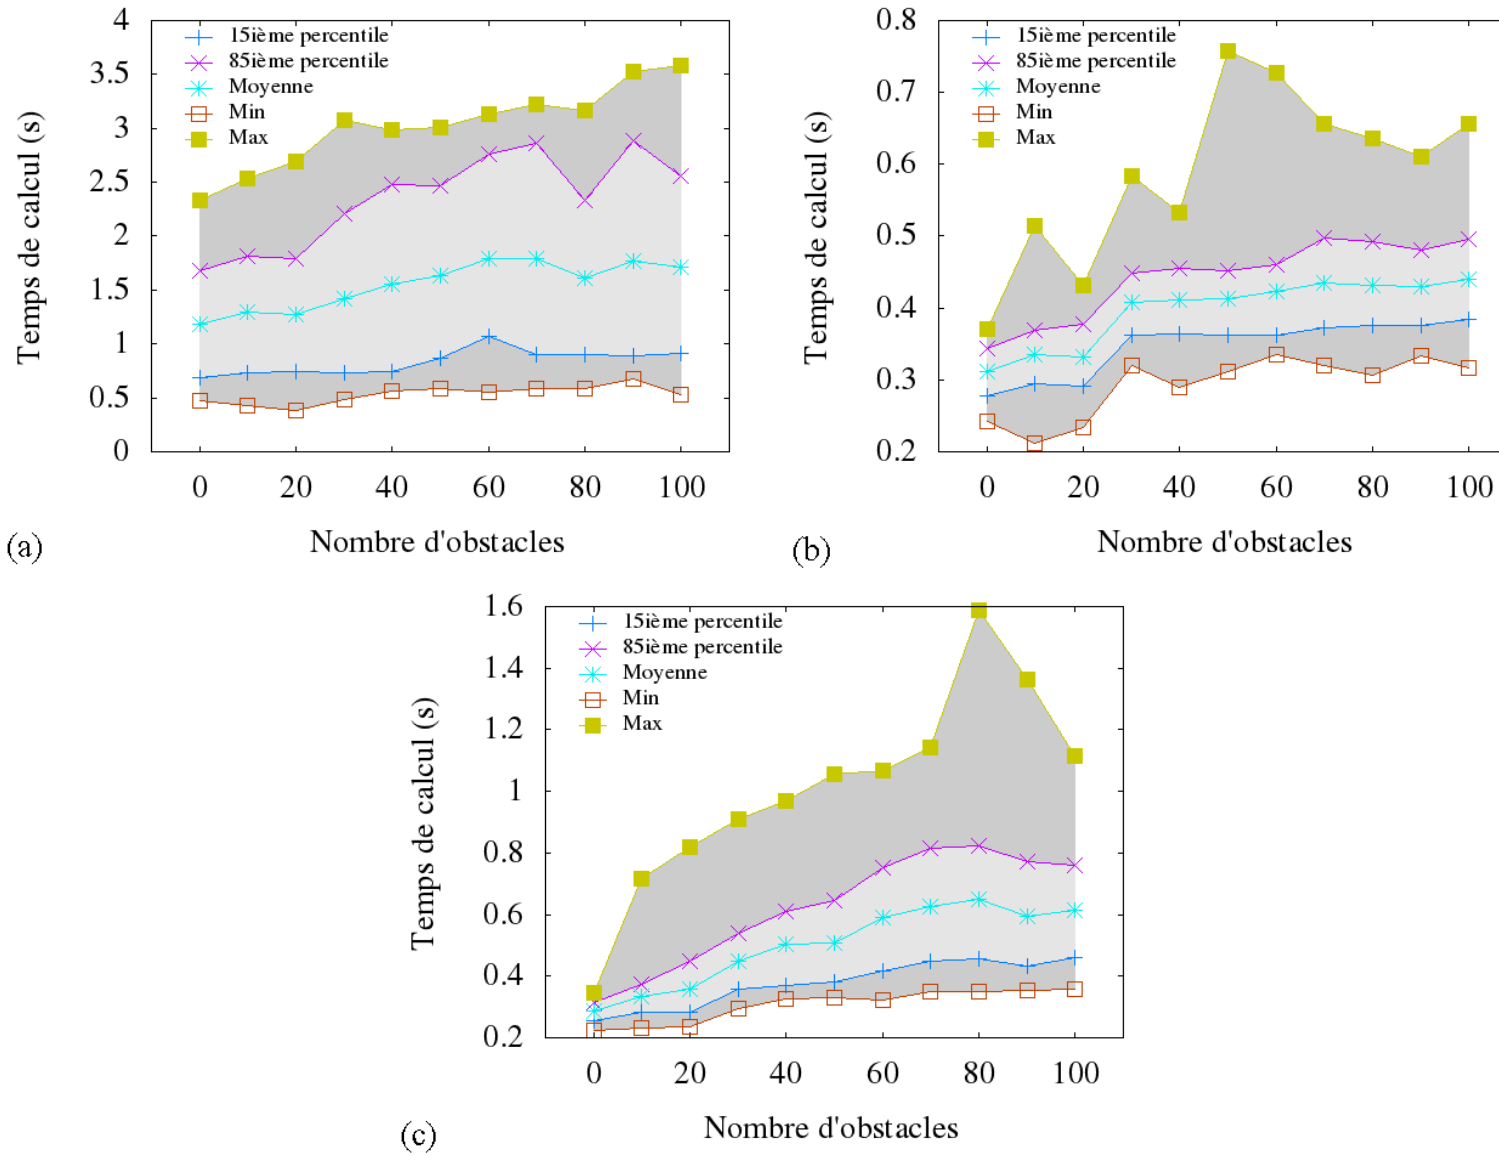 4
3.5
3
2.5
2
1.5
1
0.5
0
Temps de calcul (s)
15ième percentile
85ième percentile
Moyenne
Min
Max
0 20 40 60 80 100
Nombre d'obstacles
(a)
0.8
0.7
0.6
0.5
0.4
0.3
0.2
Temps de calcul (s)
15ième percentile
85ième percentile
Moyenne
Min
Max
0 20 40 60 80 100
Nombre d'obstacles
(b)
1.6
1.4
1.2
1
0.8
0.6
0.4
0.2
Temps de calcul (s)
15ième percentile
85ième percentile
Moyenne
Min
Max
0 20 40 60 80 100
Nombre d'obstacles
(c)